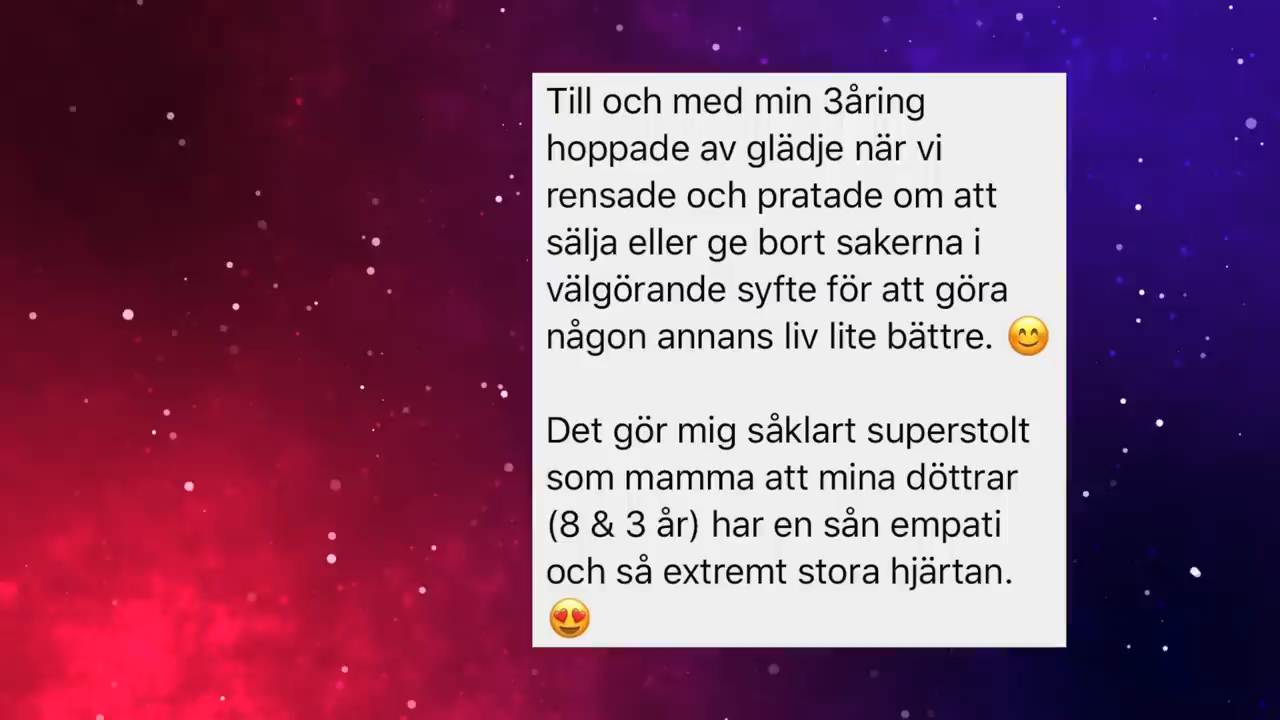 Till och med min 3åring
hoppade av glädje när vi
rensade och pratade om att
sälja eller ge bort sakerna i
välgörande syfte för att göra
någon annans liv lite bättre. 😊
Det gör mig såklart superstolt
som mamma att mina döttrar
(8 & 3 år) har en sån empati
och så extremt stora hjärtan.
😍